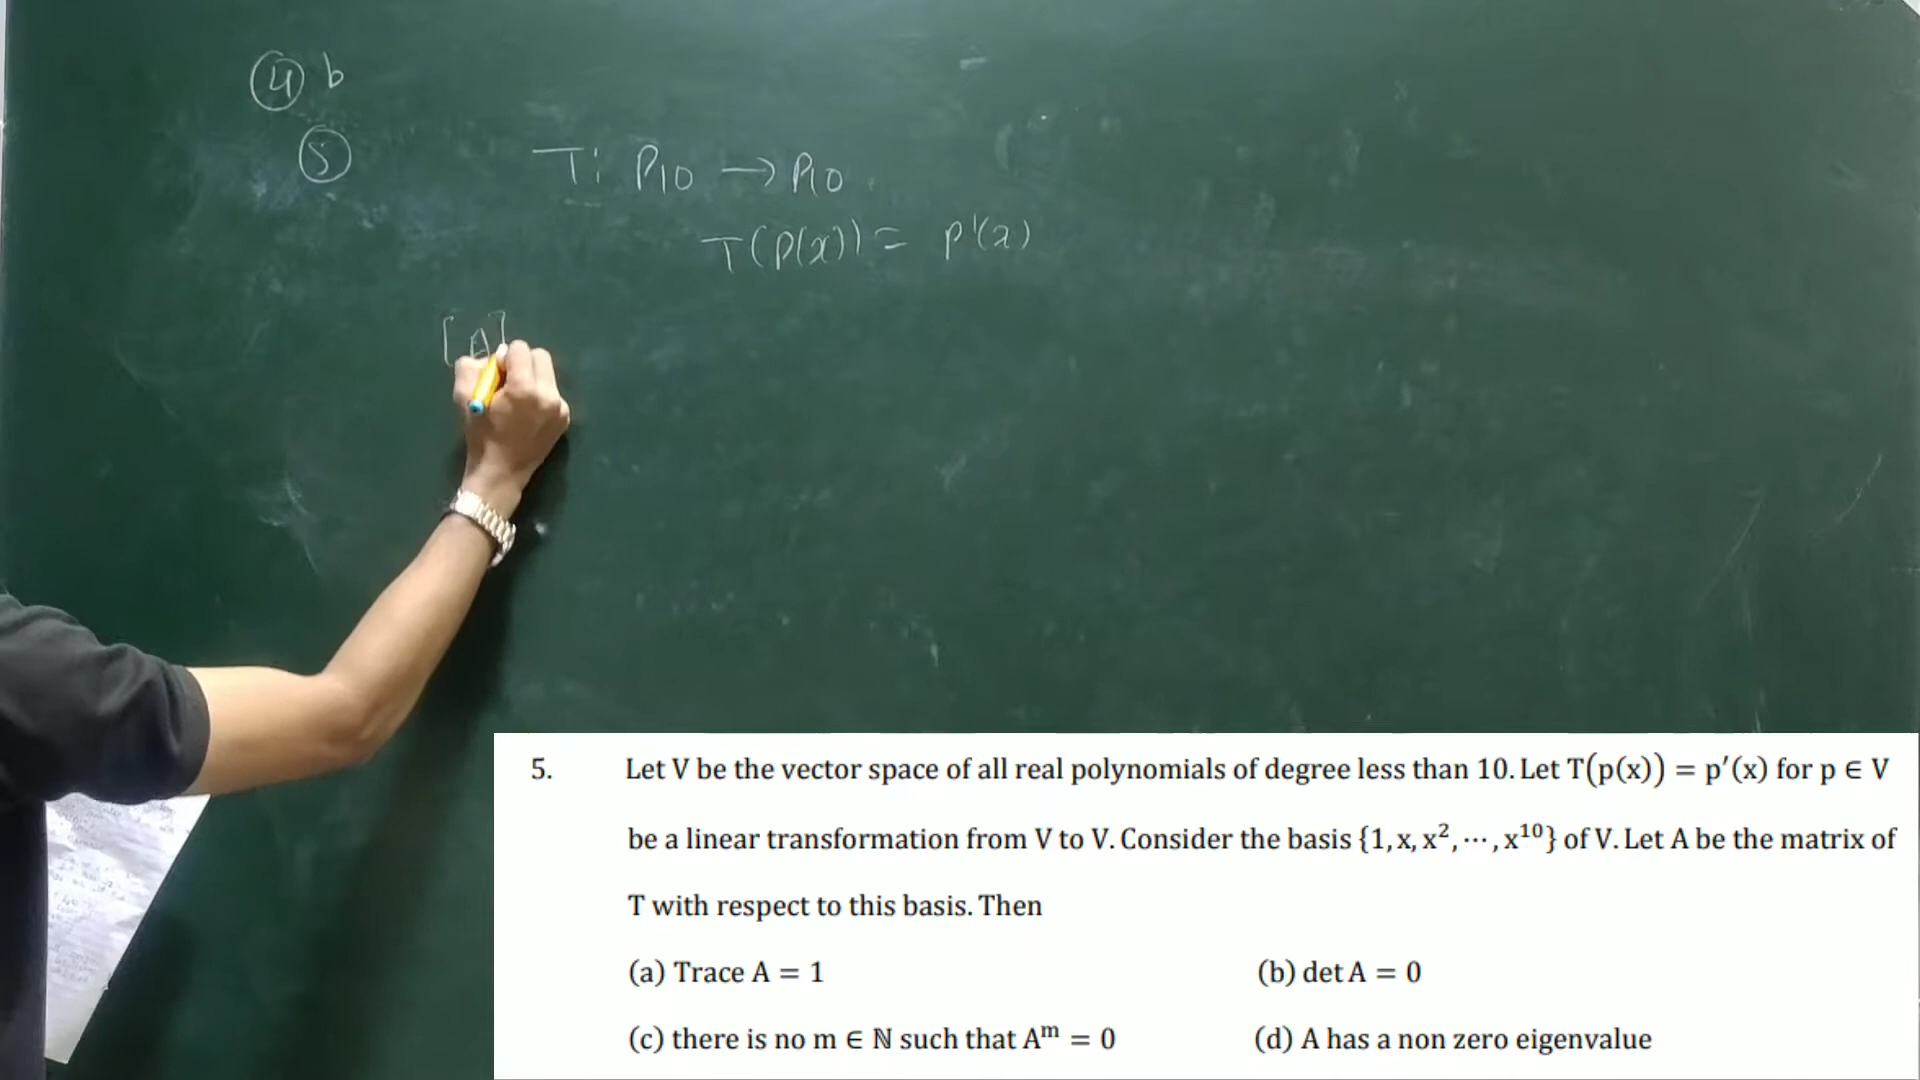 ④ b
⑤
T: P10 → P10
T(p(x)) = p'(x)
[A]
5. Let V be the vector space of all real polynomials of degree less than 10. Let T(p(x)) = p′(x) for p ∈ V
be a linear transformation from V to V. Consider the basis {1, x, x², ⋯, x¹⁰} of V. Let A be the matrix of
T with respect to this basis. Then
(a) Trace A = 1 (b) det A = 0
(c) there is no m ∈ ℕ such that Aᵐ = 0 (d) A has a non zero eigenvalue